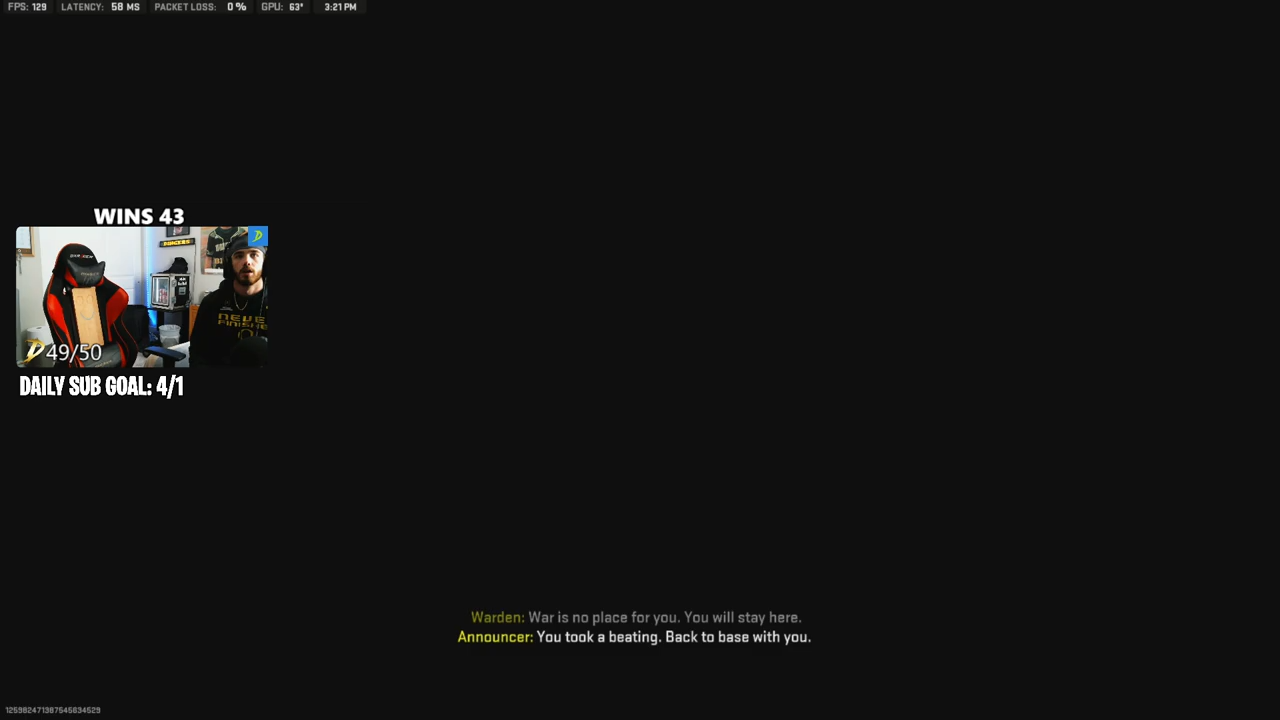 FPS: 129 LATENCY: 58 MS PACKET LOSS: 0 % GPU: 63° 3:21 PM
WINS 43
D
NEVER
FINISHED
D 49/50
DAILY SUB GOAL: 4/1
Warden: War is no place for you. You will stay here.
Announcer: You took a beating. Back to base with you.